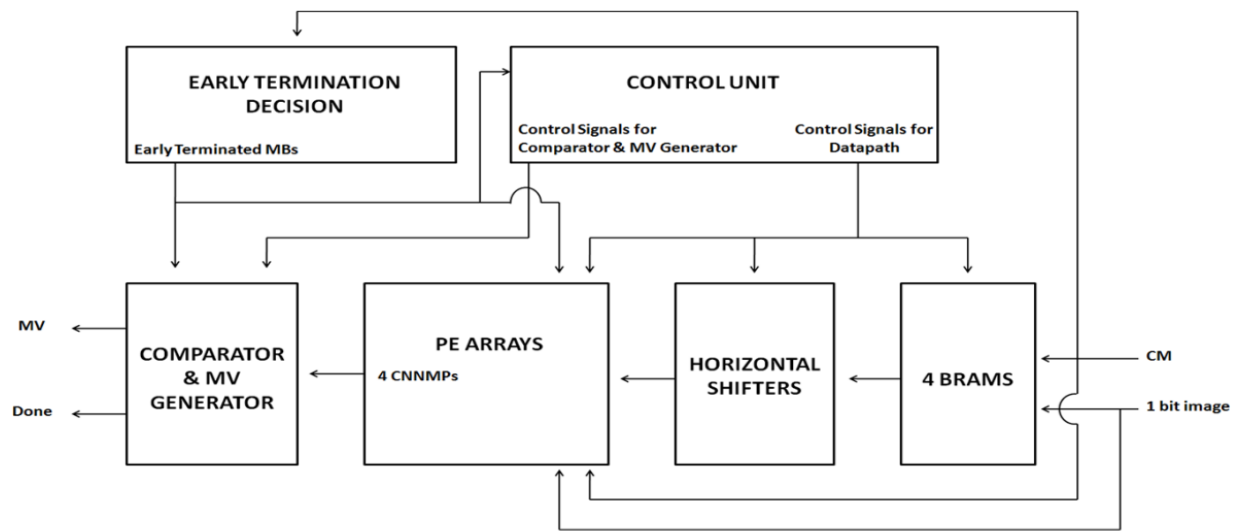 EARLY TERMINATION
DECISION
Early Terminated MBs
CONTROL UNIT
Control Signals for
Comparator & MV Generator
Control Signals for
Datapath
MV
Done
COMPARATOR
& MV
GENERATOR
PE ARRAYS
4 CNNMPs
HORIZONTAL
SHIFTERS
4 BRAMS
CM
1 bit image